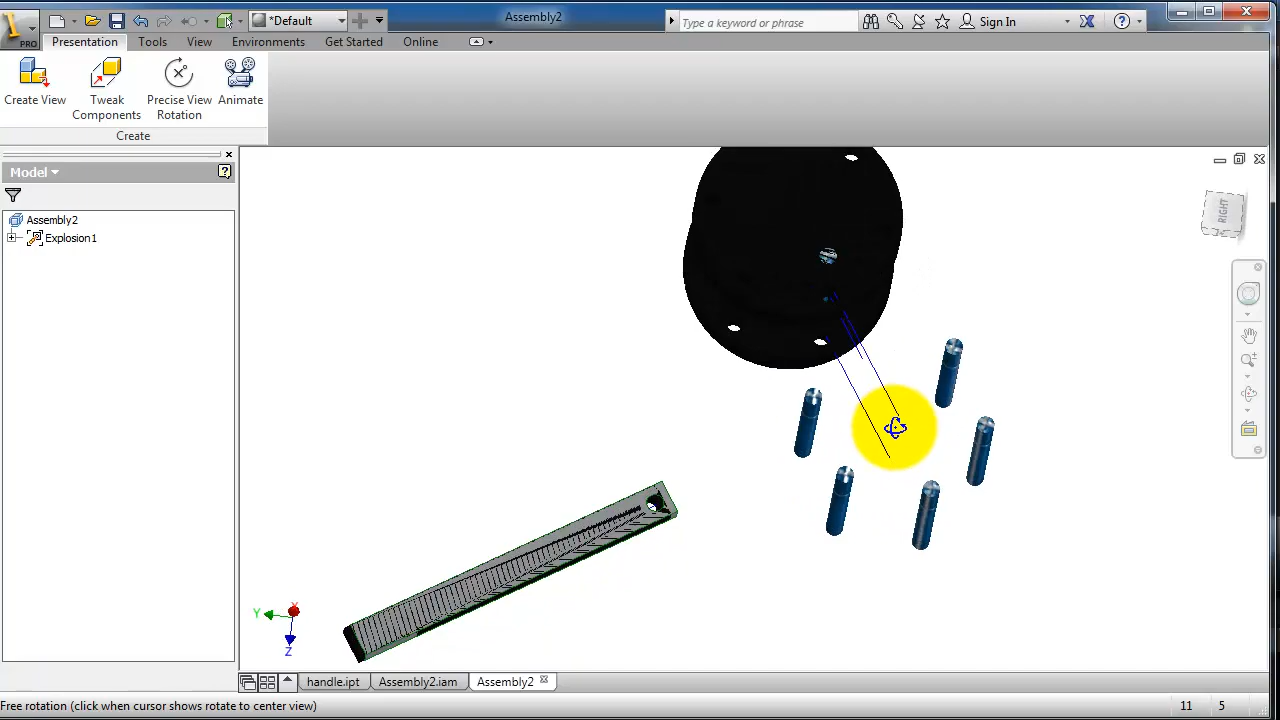 *Default
Assembly2
Type a keyword or phrase
Sign In
PRO
Presentation
Tools
View
Environments
Get Started
Online
Create View
Tweak Components
Precise View Rotation
Animate
Create
Model
Assembly2
Explosion1
RIGHT
Y
X
Z
handle.ipt
Assembly2.iam
Assembly2
Free rotation (click when cursor shows rotate to center view)
11
5